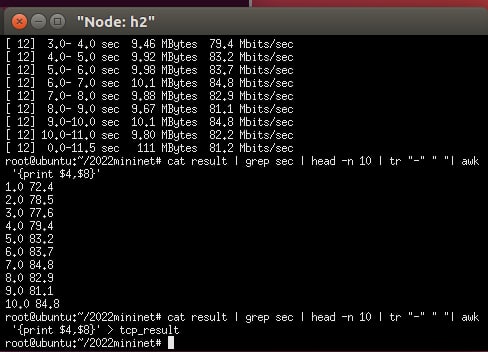 "Node: h2"
[ 12]  3.0- 4.0 sec  9.46 MBytes  79.4 Mbits/sec
[ 12]  4.0- 5.0 sec  9.92 MBytes  83.2 Mbits/sec
[ 12]  5.0- 6.0 sec  9.98 MBytes  83.7 Mbits/sec
[ 12]  6.0- 7.0 sec  10.1 MBytes  84.8 Mbits/sec
[ 12]  7.0- 8.0 sec  9.88 MBytes  82.9 Mbits/sec
[ 12]  8.0- 9.0 sec  9.67 MBytes  81.1 Mbits/sec
[ 12]  9.0-10.0 sec  10.1 MBytes  84.8 Mbits/sec
[ 12] 10.0-11.0 sec  9.80 MBytes  82.2 Mbits/sec
[ 12]  0.0-11.5 sec   111 MBytes  81.2 Mbits/sec
root@ubuntu:~/2022mininet# cat result | grep sec | head -n 10 | tr "-" " "| awk
 '{print $4,$8}'
1.0 72.4
2.0 78.5
3.0 77.6
4.0 79.4
5.0 83.2
6.0 83.7
7.0 84.8
8.0 82.9
9.0 81.1
10.0 84.8
root@ubuntu:~/2022mininet# cat result | grep sec | head -n 10 | tr "-" " "| awk
 '{print $4,$8}' > tcp_result
root@ubuntu:~/2022mininet#